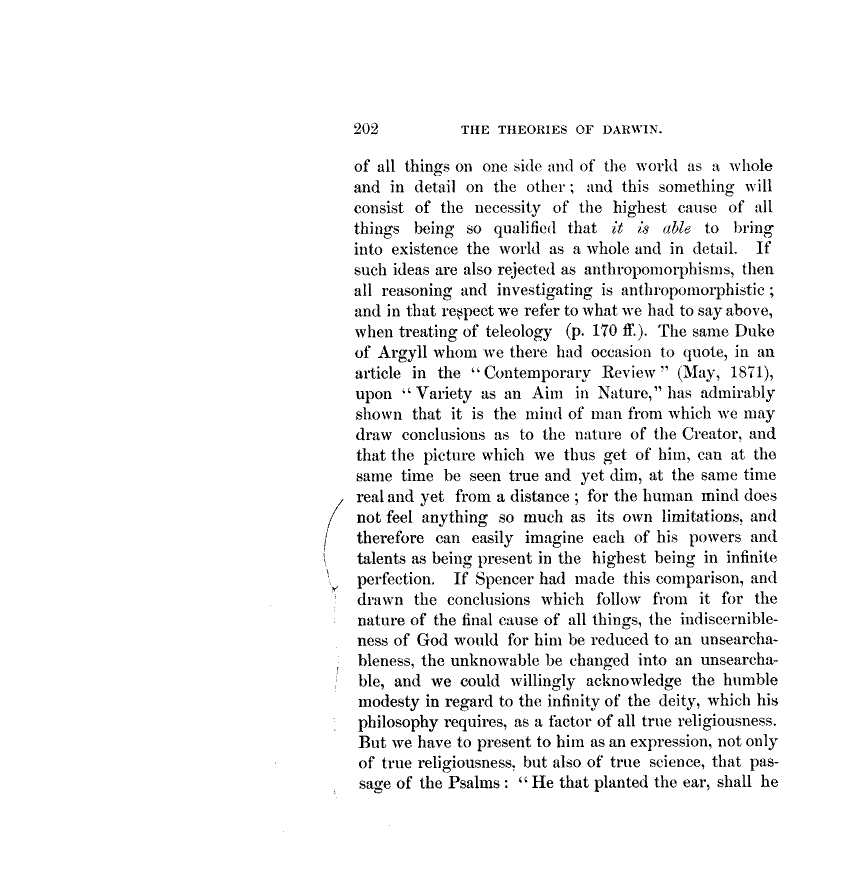 202 THE THEORIES OF DARWIN.
of all things on one side and of the world as a whole
and in detail on the other; and this something will
consist of the necessity of the highest cause of all
things being so qualified that it is able to bring
into existence the world as a whole and in detail. If
such ideas are also rejected as anthropomorphisms, then
all reasoning and investigating is anthropomorphistic;
and in that respect we refer to what we had to say above,
when treating of teleology (p. 170 ff.). The same Duke
of Argyll whom we there had occasion to quote, in an
article in the “Contemporary Review” (May, 1871),
upon “Variety as an Aim in Nature,” has admirably
shown that it is the mind of man from which we may
draw conclusions as to the nature of the Creator, and
that the picture which we thus get of him, can at the
same time be seen true and yet dim, at the same time
real and yet from a distance; for the human mind does
not feel anything so much as its own limitations, and
therefore can easily imagine each of his powers and
talents as being present in the highest being in infinite
perfection. If Spencer had made this comparison, and
drawn the conclusions which follow from it for the
nature of the final cause of all things, the indiscernible-
ness of God would for him be reduced to an unsearcha-
bleness, the unknowable be changed into an unsearcha-
ble, and we could willingly acknowledge the humble
modesty in regard to the infinity of the deity, which his
philosophy requires, as a factor of all true religiousness.
But we have to present to him as an expression, not only
of true religiousness, but also of true science, that pas-
sage of the Psalms: “He that planted the ear, shall he